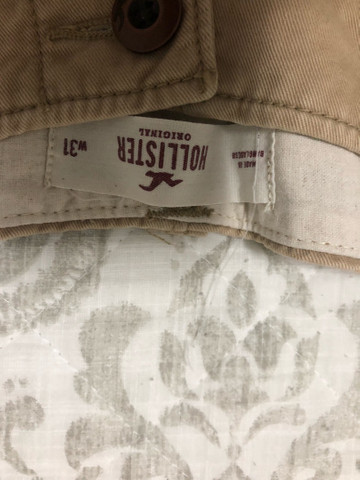 HOLLISTER
ORIGINAL
W31
MADE IN
BANGLADESH